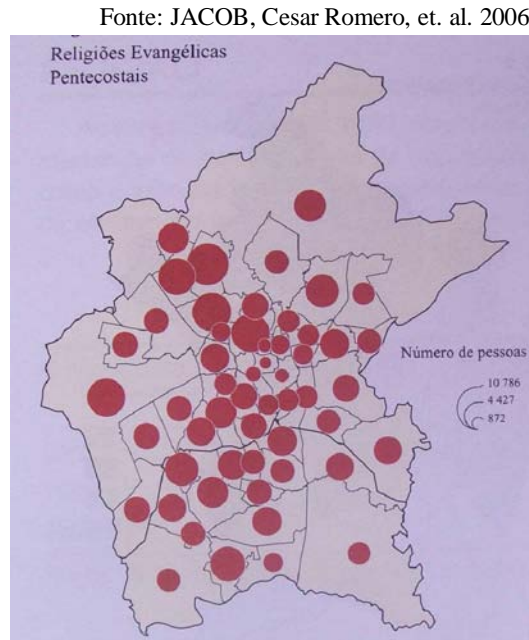 Fonte: JACOB, Cesar Romero, et. al. 2006
Religiões Evangélicas
Pentecostais
Número de pessoas
10 786
4 427
872